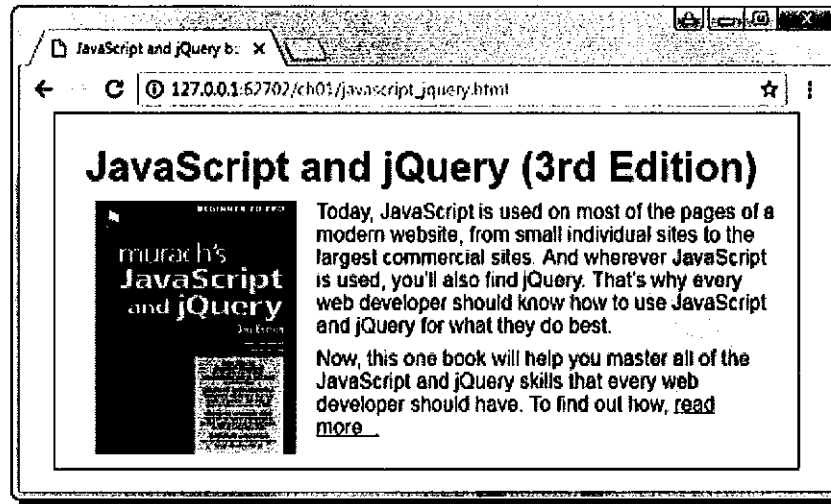 JavaScript and jQuery b
127.0.0.1:62702/ch01/javascript_jquery.html
JavaScript and jQuery (3rd Edition)
BEGINNER TO PRO
murach's
JavaScript
and jQuery
3rd Edition
Today, JavaScript is used on most of the pages of a
modern website, from small individual sites to the
largest commercial sites. And wherever JavaScript
is used, you'll also find jQuery. That's why every
web developer should know how to use JavaScript
and jQuery for what they do best.
Now, this one book will help you master all of the
JavaScript and jQuery skills that every web
developer should have. To find out how, read
more...